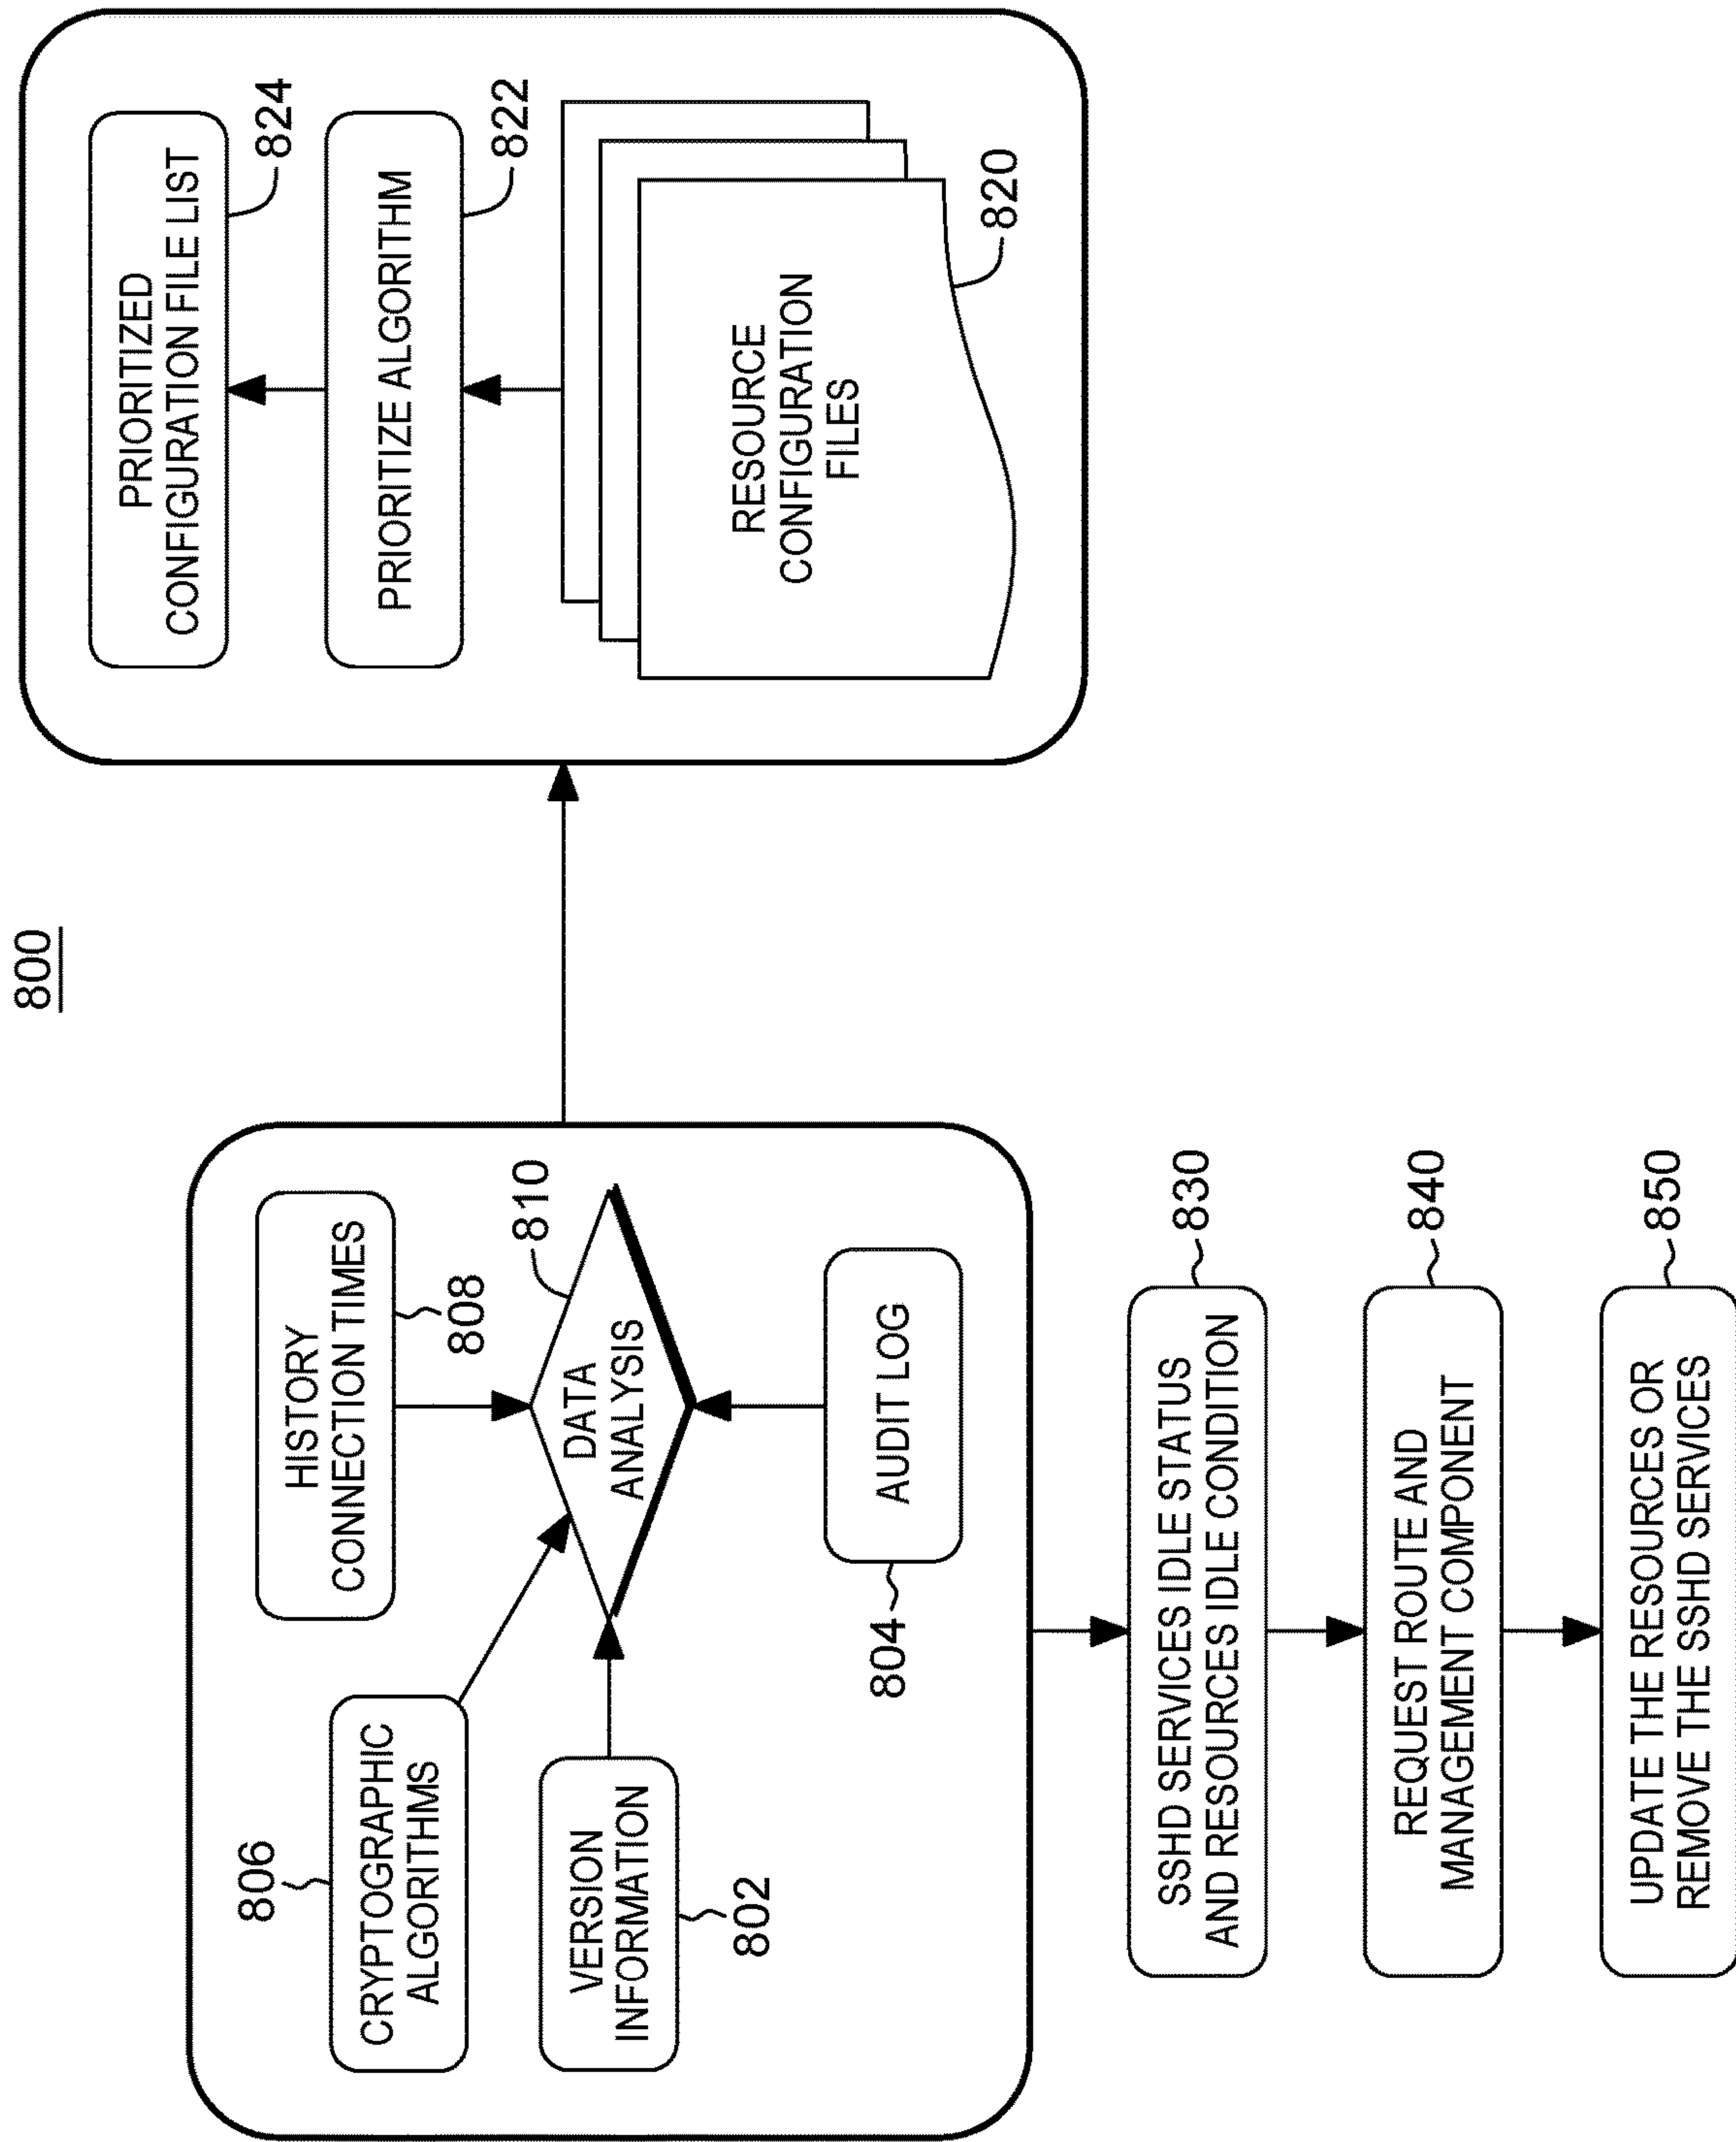 800
HISTORY
CONNECTION TIMES
808
CRYPTOGRAPHIC
ALGORITHMS
806
VERSION
INFORMATION
802
DATA
ANALYSIS
810
AUDIT LOG
804
PRIORITIZED
CONFIGURATION FILE LIST
824
PRIORITIZE ALGORITHM
822
RESOURCE
CONFIGURATION
FILES
820
SSHD SERVICES IDLE STATUS
AND RESOURCES IDLE CONDITION
830
REQUEST ROUTE AND
MANAGEMENT COMPONENT
840
UPDATE THE RESOURCES OR
REMOVE THE SSHD SERVICES
850